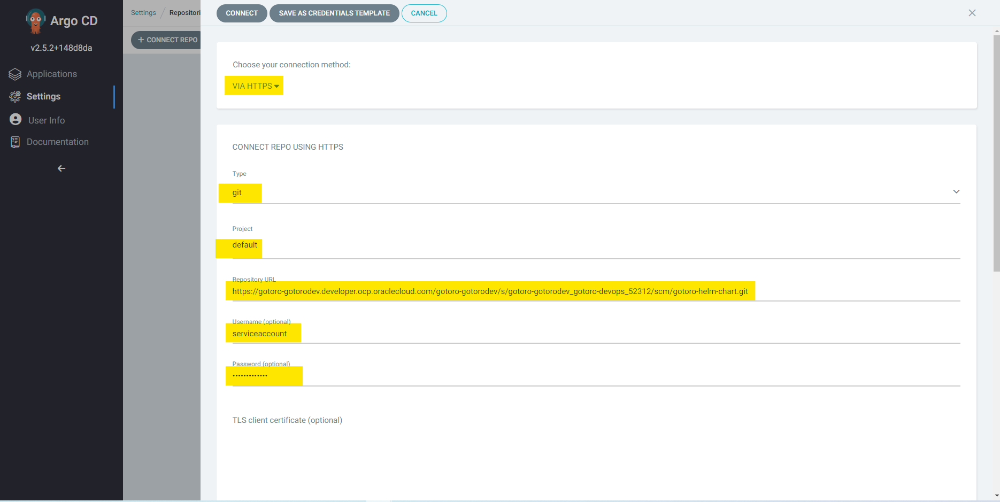 Argo CD
v2.5.2+148d8da
Applications
Settings
User Info
Documentation
Settings / Repositori
+ CONNECT REPO
CONNECT
SAVE AS CREDENTIALS TEMPLATE
CANCEL
Choose your connection method:
VIA HTTPS
CONNECT REPO USING HTTPS
Type
git
Project
default
Repository URL
https://gotoro-gotorodev.developer.ocp.oraclecloud.com/gotoro-gotorodev/s/gotoro-gotorodev_gotoro-devops_52312/scm/gotoro-helm-chart.git
Username (optional)
serviceaccount
Password (optional)
•••••••••••••
TLS client certificate (optional)